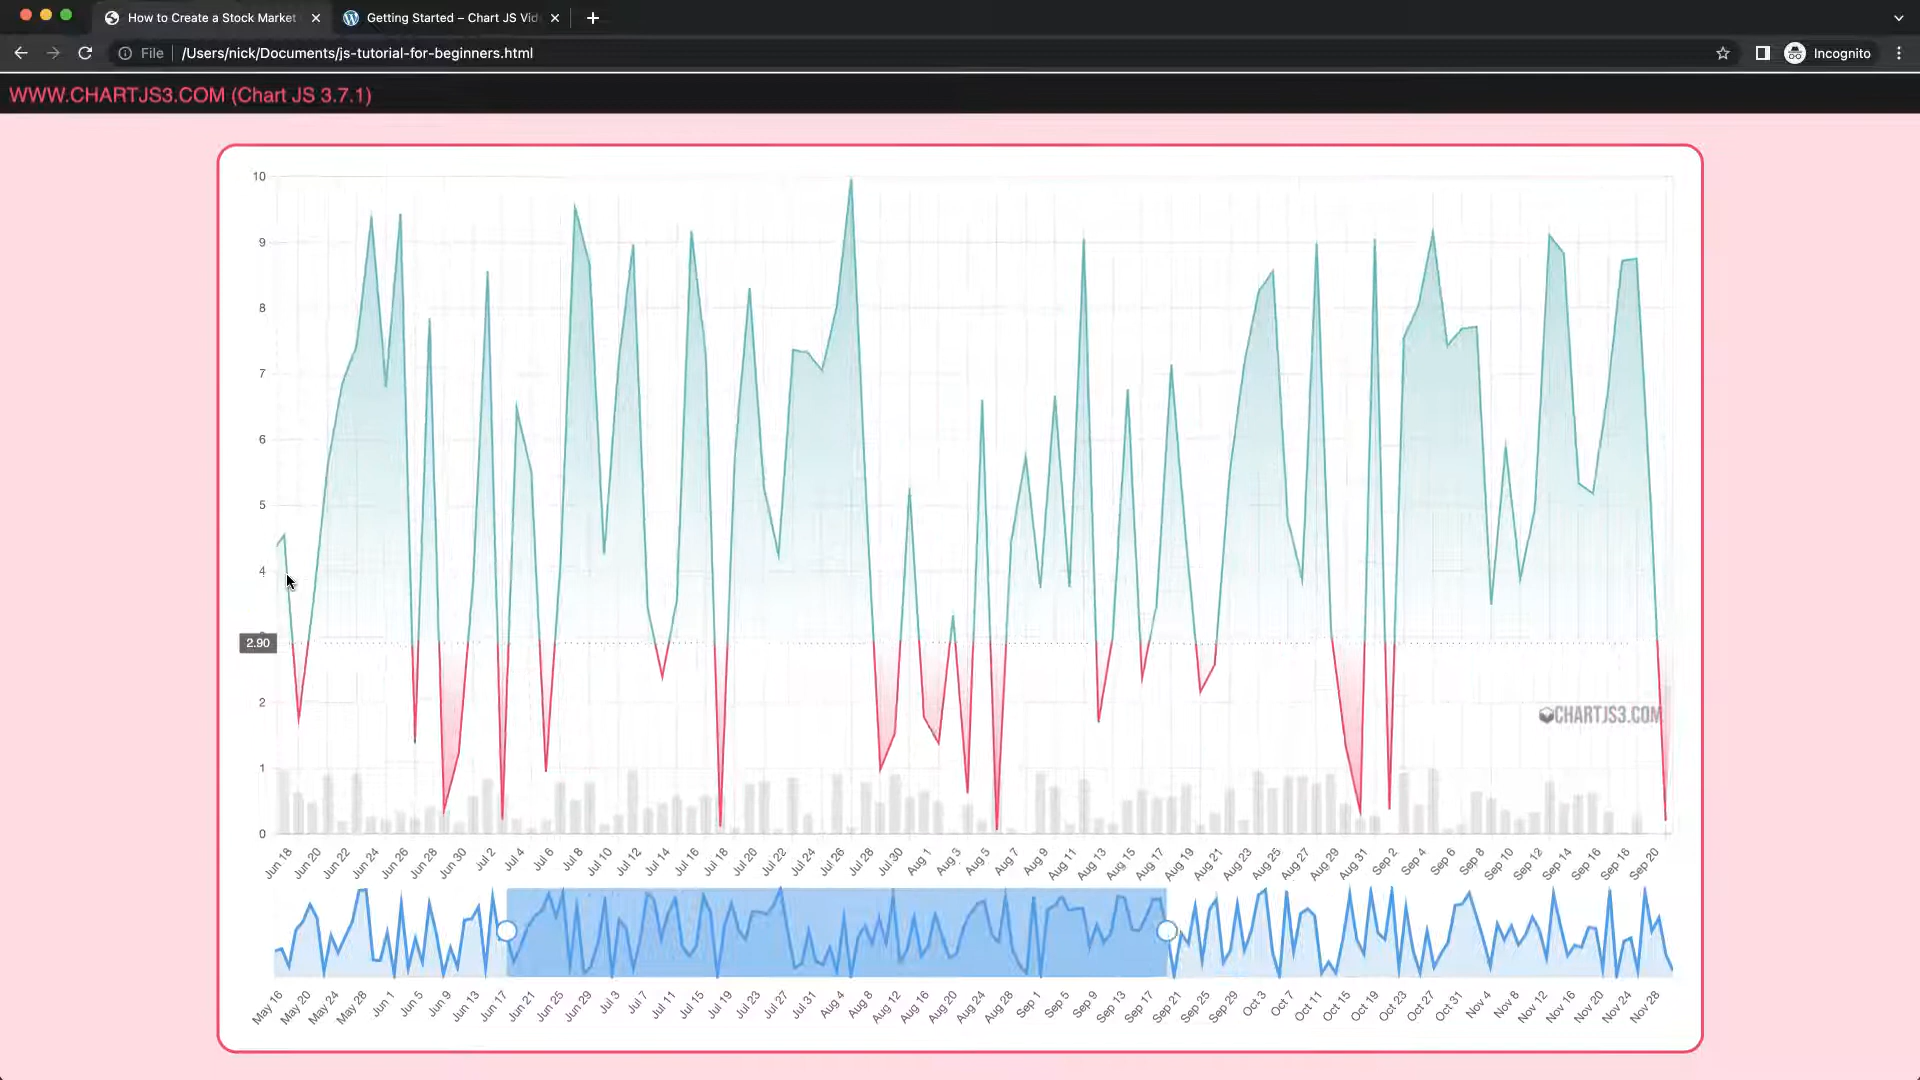 How to Create a Stock Market
Getting Started – Chart JS Vid
File
/Users/nick/Documents/js-tutorial-for-beginners.html
Incognito
WWW.CHARTJS3.COM (Chart JS 3.7.1)
10
9
8
7
6
5
4
2.90
2
CHARTJS3.COM
1
0
Jun 18 Jun 20 Jun 22 Jun 24 Jun 26 Jun 28 Jun 30 Jul 2 Jul 4 Jul 6 Jul 8 Jul 10 Jul 12 Jul 14 Jul 16 Jul 18 Jul 20 Jul 22 Jul 24 Jul 26 Jul 28 Jul 30 Aug 1 Aug 3 Aug 5 Aug 7 Aug 9 Aug 11 Aug 13 Aug 15 Aug 17 Aug 19 Aug 21 Aug 23 Aug 25 Aug 27 Aug 29 Aug 31 Sep 2 Sep 4 Sep 6 Sep 8 Sep 10 Sep 12 Sep 14 Sep 16 Sep 18 Sep 20
May 16 May 20 May 24 May 28 Jun 1 Jun 5 Jun 9 Jun 13 Jun 17 Jun 21 Jun 25 Jun 29 Jul 3 Jul 7 Jul 11 Jul 15 Jul 19 Jul 23 Jul 27 Jul 31 Aug 4 Aug 8 Aug 12 Aug 16 Aug 20 Aug 24 Aug 28 Sep 1 Sep 5 Sep 9 Sep 13 Sep 17 Sep 21 Sep 25 Sep 29 Oct 3 Oct 7 Oct 11 Oct 15 Oct 19 Oct 23 Oct 27 Oct 31 Nov 4 Nov 8 Nov 12 Nov 16 Nov 20 Nov 24 Nov 28